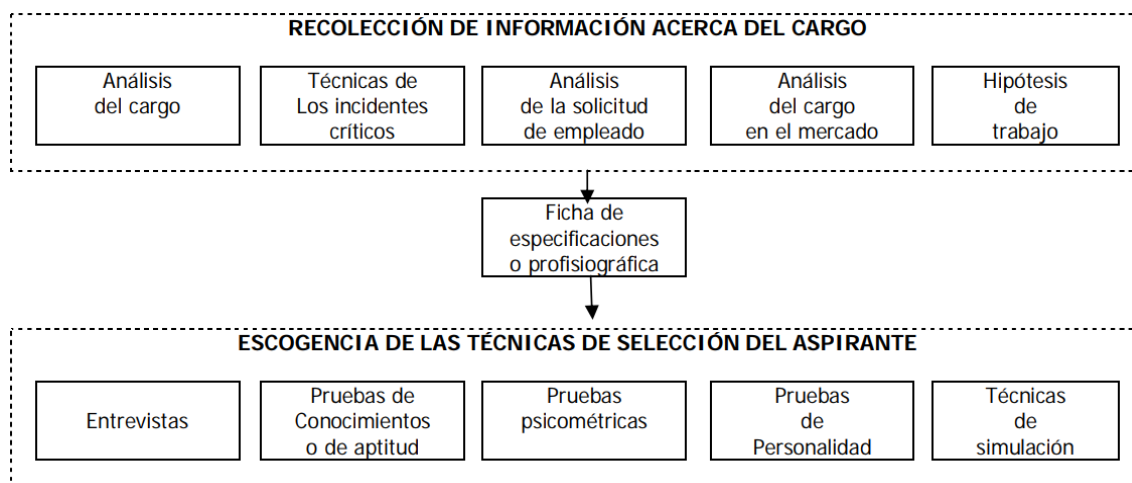 RECOLECCIÓN DE INFORMACIÓN ACERCA DEL CARGO
Análisis
del cargo
Técnicas de
Los incidentes
críticos
Análisis
de la solicitud
de empleado
Análisis
del cargo
en el mercado
Hipótesis
de
trabajo
Ficha de
especificaciones
o profisiográfica
ESCOGENCIA DE LAS TÉCNICAS DE SELECCIÓN DEL ASPIRANTE
Entrevistas
Pruebas de
Conocimientos
o de aptitud
Pruebas
psicométricas
Pruebas
de
Personalidad
Técnicas
de
simulación